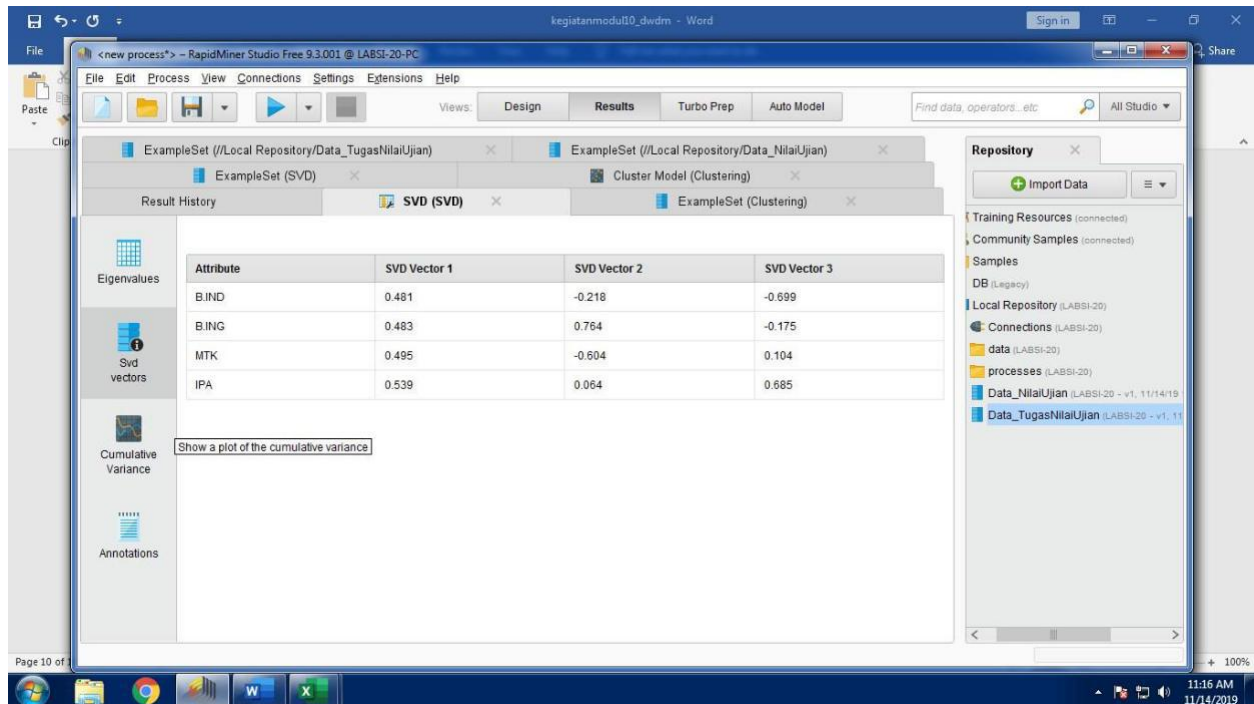 kegiatanmodul10_dwdm - Word
Sign in
File
Share
Paste
Clip
<new process*> – RapidMiner Studio Free 9.3.001 @ LABSI-20-PC
File Edit Process View Connections Settings Extensions Help
Views: Design Results Turbo Prep Auto Model
Find data, operators...etc
All Studio
ExampleSet (//Local Repository/Data_TugasNilaiUjian)
ExampleSet (//Local Repository/Data_NilaiUjian)
ExampleSet (SVD)
Cluster Model (Clustering)
Result History
SVD (SVD)
ExampleSet (Clustering)
Eigenvalues
Svd
vectors
Cumulative
Variance
Annotations
Attribute SVD Vector 1 SVD Vector 2 SVD Vector 3
B.IND 0.481 -0.218 -0.699
B.ING 0.483 0.764 -0.175
MTK 0.495 -0.604 0.104
IPA 0.539 0.064 0.685
Show a plot of the cumulative variance
Repository
Import Data
Training Resources (connected)
Community Samples (connected)
Samples
DB (Legacy)
Local Repository (LABSI-20)
Connections (LABSI-20)
data (LABSI-20)
processes (LABSI-20)
Data_NilaiUjian (LABSI-20 - v1, 11/14/19
Data_TugasNilaiUjian (LABSI-20 - v1, 11
Page 10 of 1
100%
11:16 AM
11/14/2019